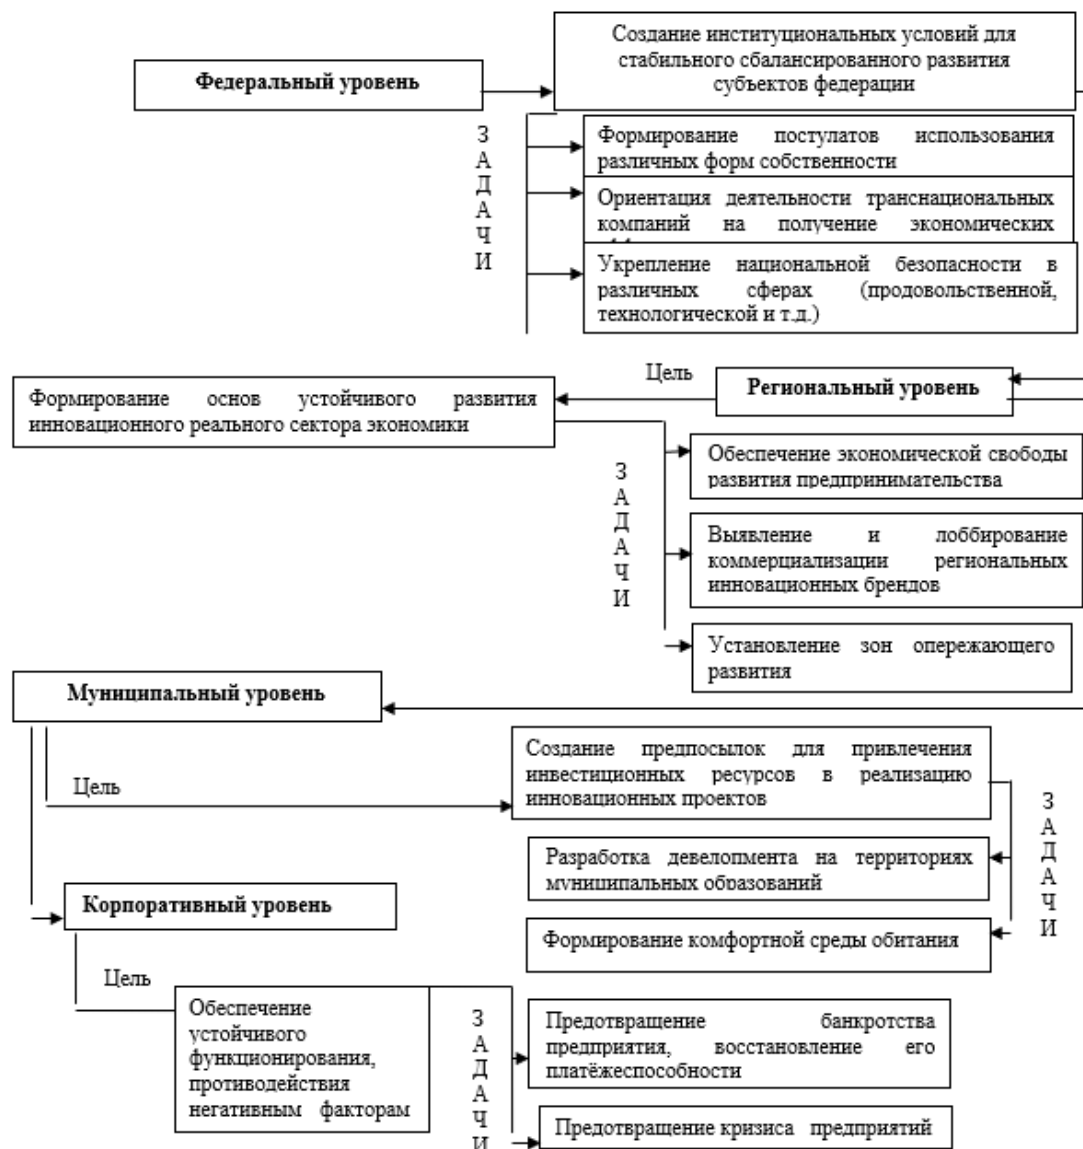 Федеральный уровень
Создание институциональных условий для
стабильного сбалансированного развития
субъектов федерации
З
А
Д
А
Ч
И
Формирование постулатов использования
различных форм собственности
Ориентация деятельности транснациональных
компаний на получение экономических
Укрепление национальной безопасности в
различных сферах (продовольственной,
технологической и т.д.)
Цель
Региональный уровень
Формирование основ устойчивого развития
инновационного реального сектора экономики
З
А
Д
А
Ч
И
Обеспечение экономической свободы
развития предпринимательства
Выявление и лоббирование
коммерциализации региональных
инновационных брендов
Установление зон опережающего
развития
Муниципальный уровень
Цель
Создание предпосылок для привлечения
инвестиционных ресурсов в реализацию
инновационных проектов
З
А
Д
А
Ч
И
Разработка девелопмента на территориях
муниципальных образований
Формирование комфортной среды обитания
Корпоративный уровень
Цель
Обеспечение
устойчивого
функционирования,
противодействия
негативным факторам
З
А
Д
А
Ч
И
Предотвращение банкротства
предприятия, восстановление его
платёжеспособности
Предотвращение кризиса предприятий